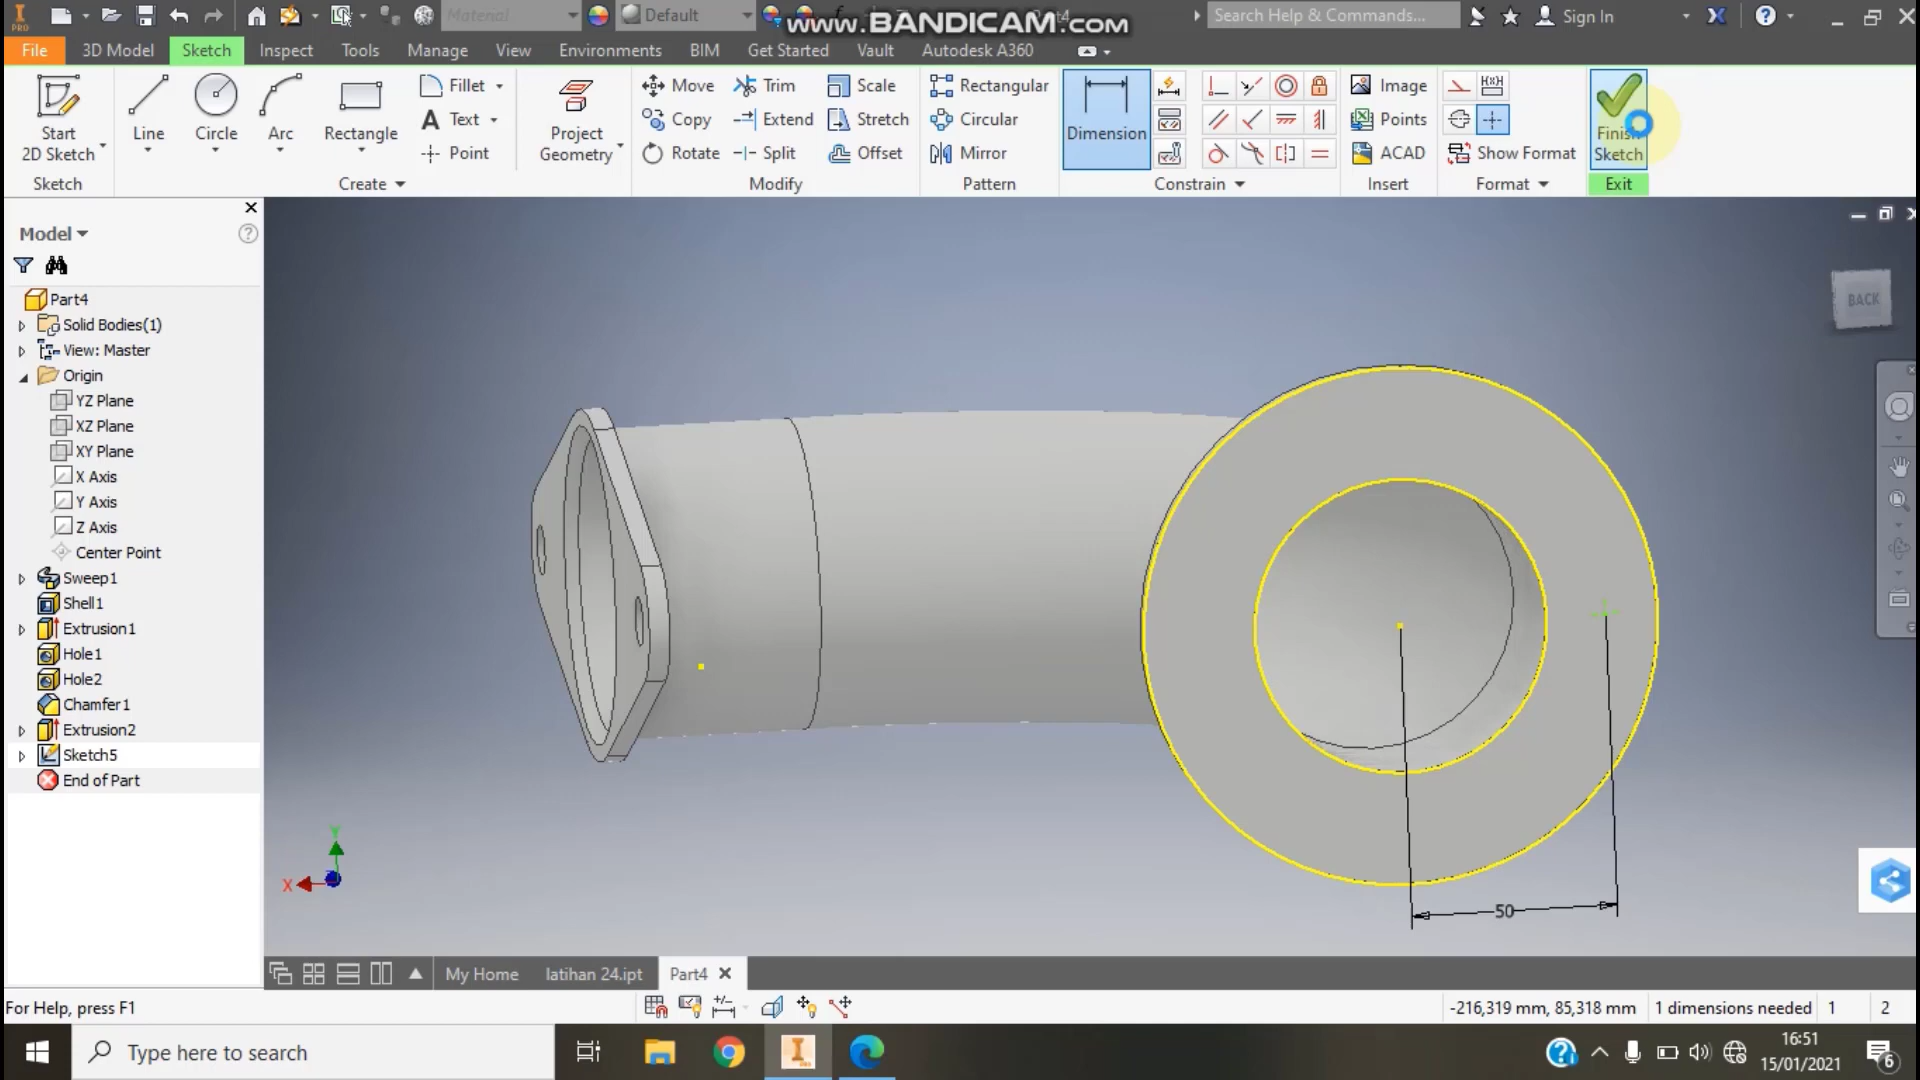 Material
Default
www.BANDICAM.com
Part4
Search Help & Commands...
Sign In
PRO
File
3D Model
Sketch
Inspect
Tools
Manage
View
Environments
BIM
Get Started
Vault
Autodesk A360
Start
2D Sketch
Line
Circle
Arc
Rectangle
Fillet
Text
Point
Project
Geometry
Move
Copy
Rotate
Trim
Extend
Split
Scale
Stretch
Offset
Rectangular
Circular
Mirror
Dimension
Image
Points
ACAD
Show Format
Finish
Sketch
Sketch
Create
Modify
Pattern
Constrain
Insert
Format
Exit
Model
Part4
Solid Bodies(1)
View: Master
Origin
YZ Plane
XZ Plane
XY Plane
X Axis
Y Axis
Z Axis
Center Point
Sweep1
Shell1
Extrusion1
Hole1
Hole2
Chamfer1
Extrusion2
Sketch5
End of Part
BACK
50
Y
X
My Home
latihan 24.ipt
Part4
For Help, press F1
-216,319 mm, 85,318 mm
1 dimensions needed
1
2
Type here to search
16:51
15/01/2021
6